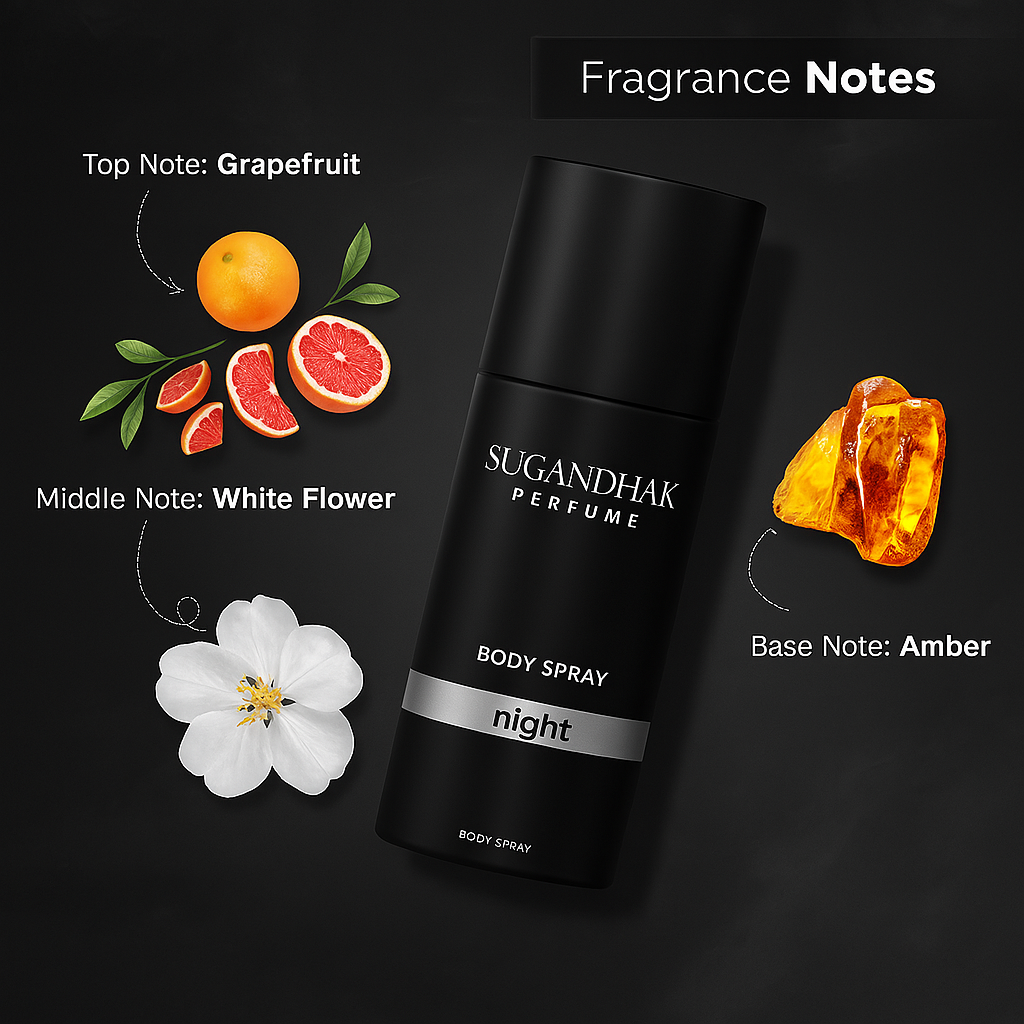 Fragrance Notes
Top Note: Grapefruit
Middle Note: White Flower
Base Note: Amber
SUGANDHAK
PERFUME
BODY SPRAY
night
BODY SPRAY